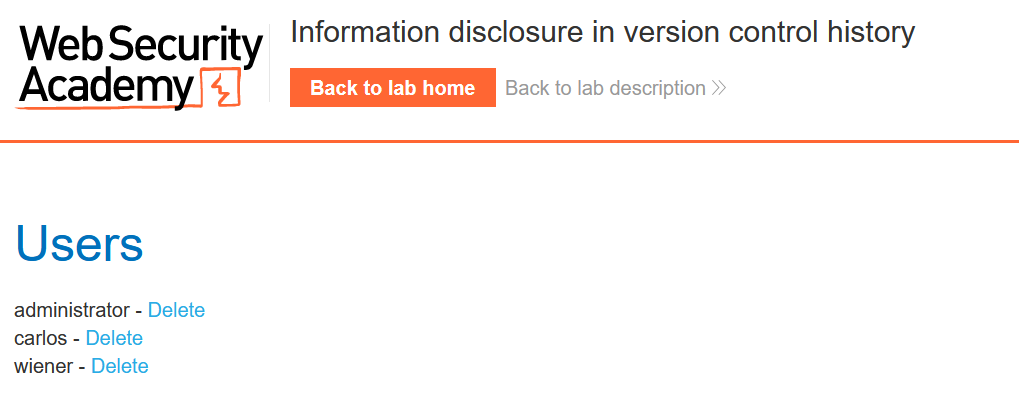 Web Security
Academy
Information disclosure in version control history
Back to lab home
Back to lab description
Users
administrator - Delete
carlos - Delete
wiener - Delete